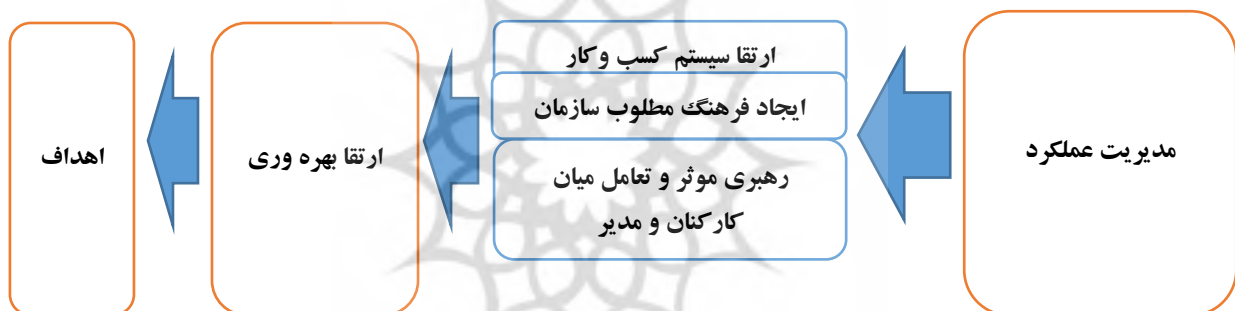 مدیریت عملکرد
ارتقا سیستم کسب وکار
ایجاد فرهنگ مطلوب سازمان
رهبری موثر و تعامل میان
کارکنان و مدیر
ارتقا بهره وری
اهداف